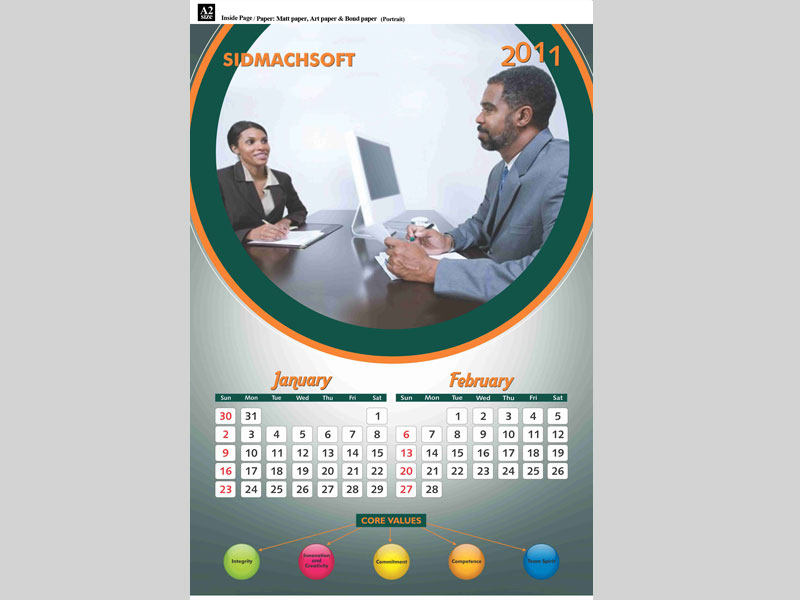 A2
size
Inside Page / Paper: Matt paper, Art paper & Bond paper (Portrait)
SIDMACHSOFT
2011
January
Sun Mon Tue Wed Thu Fri Sat
30 31 1
2 3 4 5 6 7 8
9 10 11 12 13 14 15
16 17 18 19 20 21 22
23 24 25 26 27 28 29
February
Sun Mon Tue Wed Thu Fri Sat
1 2 3 4 5
6 7 8 9 10 11 12
13 14 15 16 17 18 19
20 21 22 23 24 25 26
27 28
CORE VALUES
Integrity
Innovation
and
Creativity
Commitment
Competence
Team Spirit